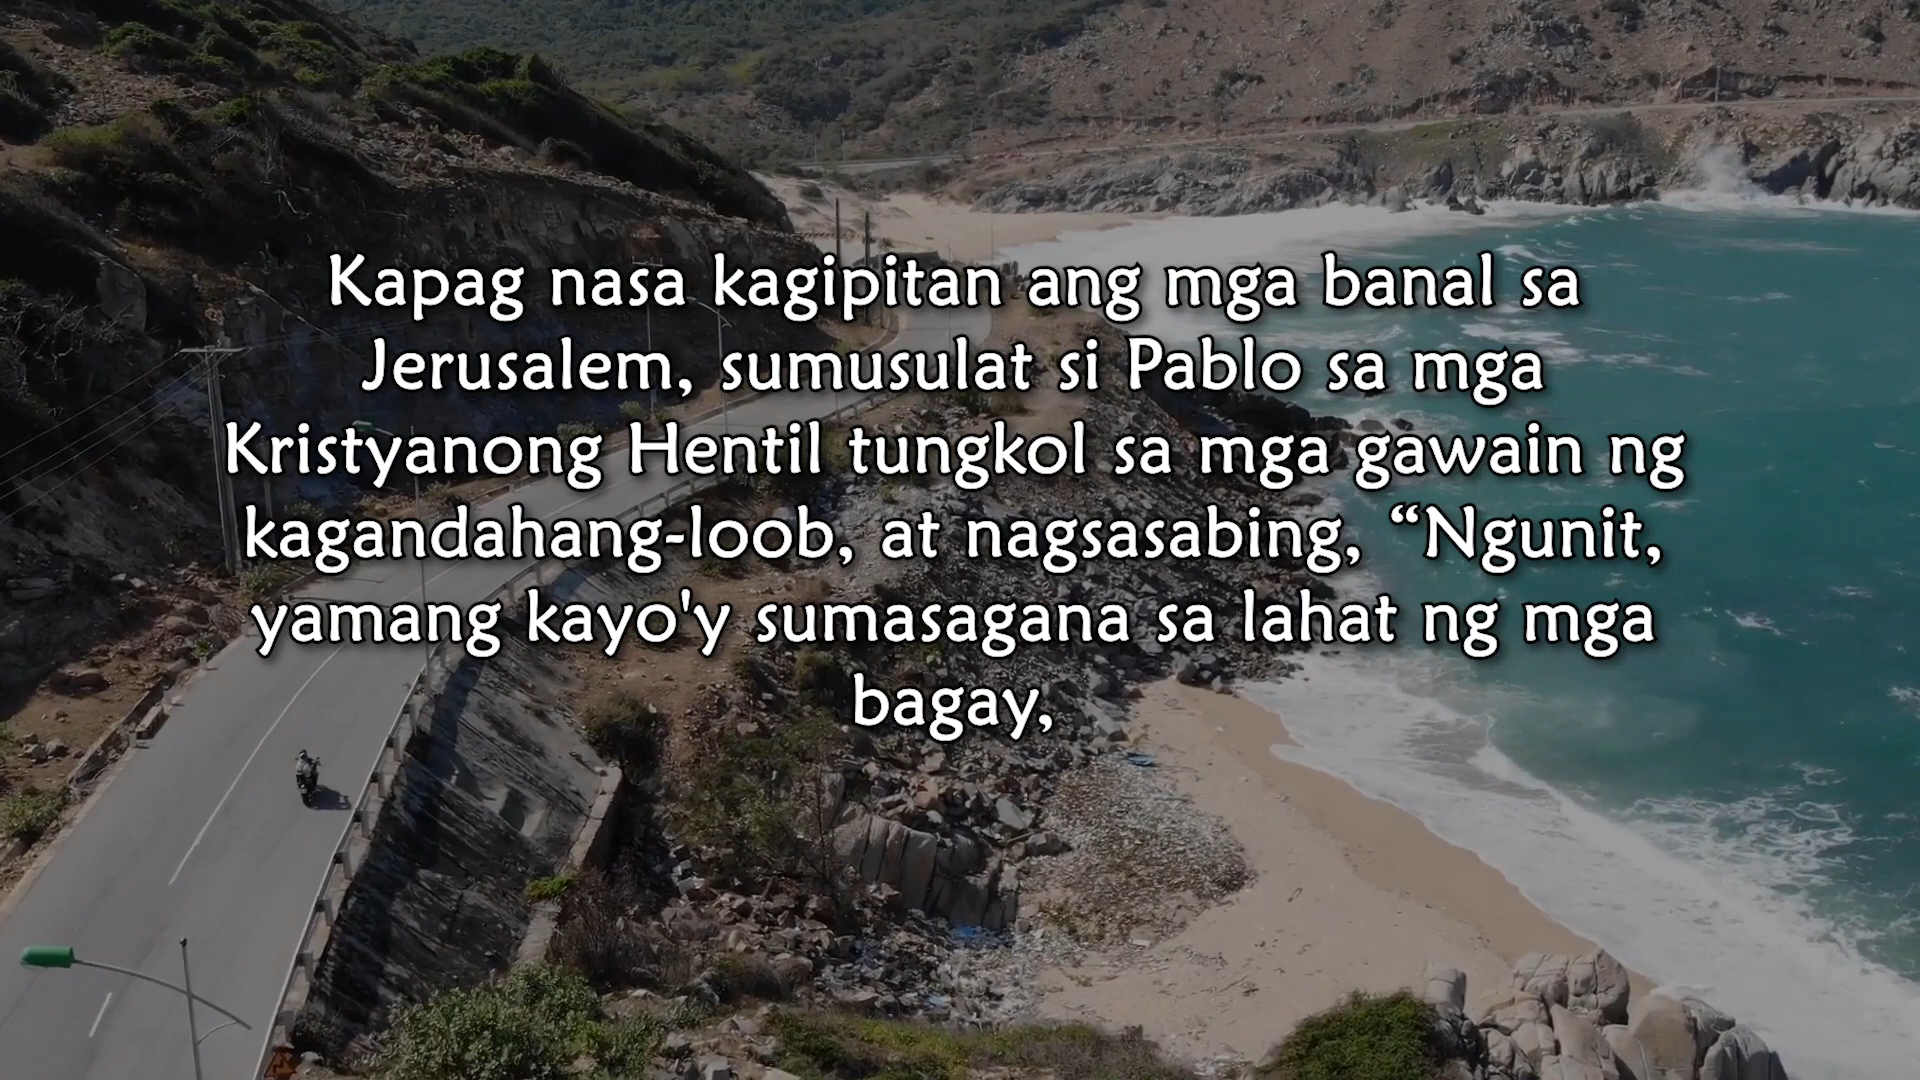 Kapag nasa kagipitan ang mga banal sa
Jerusalem, sumusulat si Pablo sa mga
Kristyanong Hentil tungkol sa mga gawain ng
kagandahang-loob, at nagsasabing, “Ngunit,
yamang kayo'y sumasagana sa lahat ng mga
bagay,